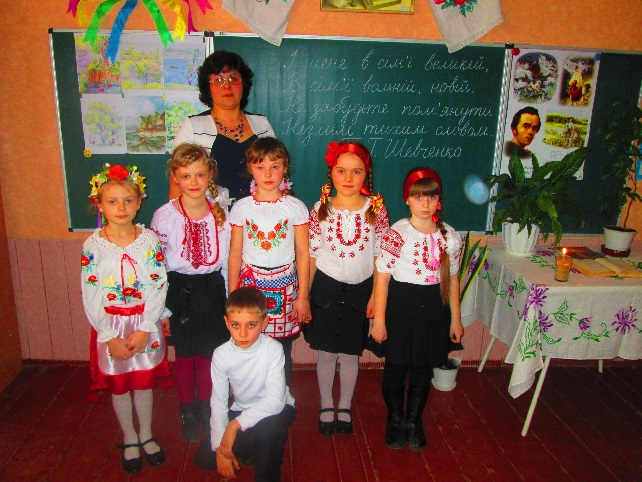 І мене в сім'ї великій,
В сім'ї вольній, новій,
Не забудьте пом'янути
Незлим тихим словом
Т. Шевченко